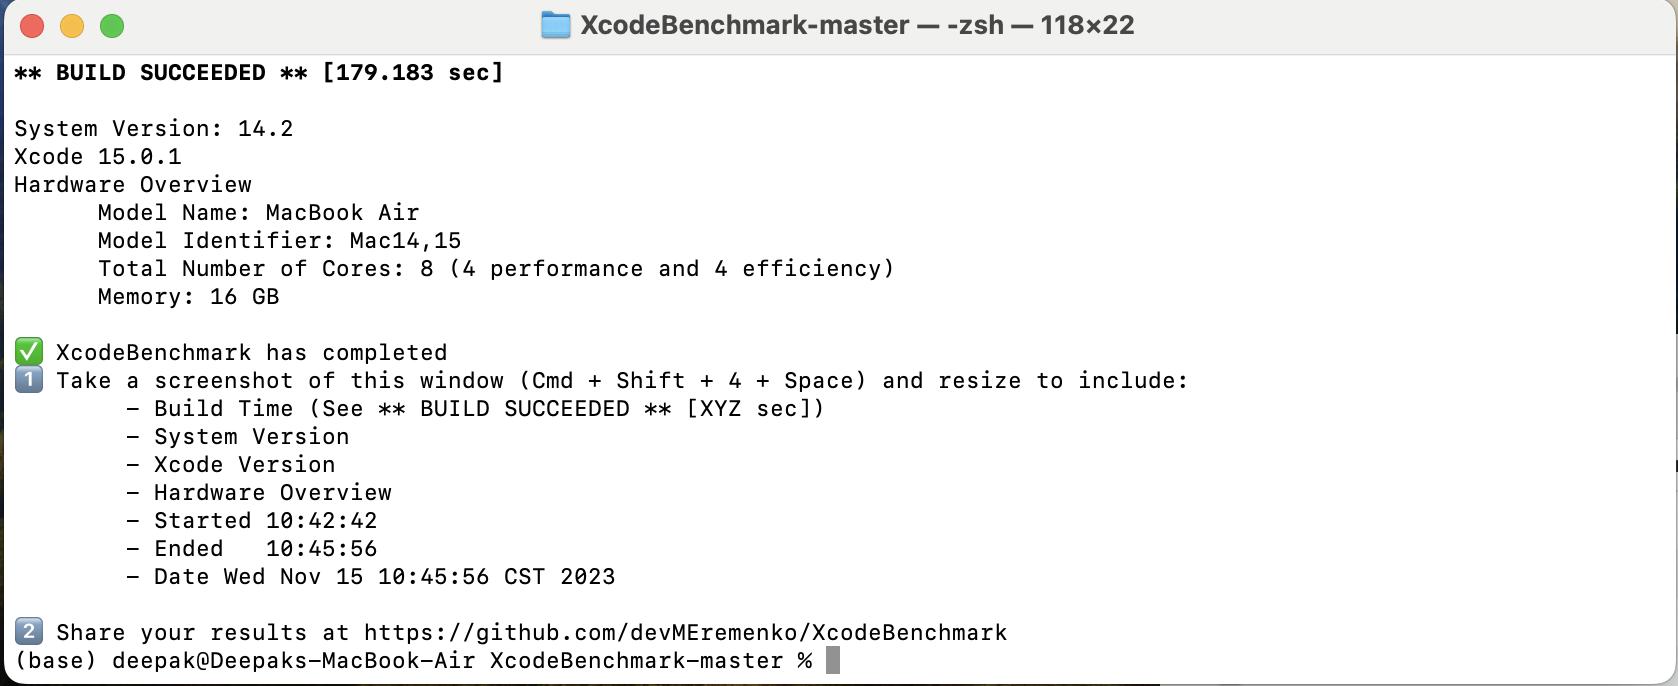 XcodeBenchmark-master — -zsh — 118×22
** BUILD SUCCEEDED ** [179.183 sec]
System Version: 14.2
Xcode 15.0.1
Hardware Overview
Model Name: MacBook Air
Model Identifier: Mac14,15
Total Number of Cores: 8 (4 performance and 4 efficiency)
Memory: 16 GB
✅ XcodeBenchmark has completed
1️⃣ Take a screenshot of this window (Cmd + Shift + 4 + Space) and resize to include:
– Build Time (See ** BUILD SUCCEEDED ** [XYZ sec])
– System Version
– Xcode Version
– Hardware Overview
– Started 10:42:42
– Ended   10:45:56
– Date Wed Nov 15 10:45:56 CST 2023
2️⃣ Share your results at https://github.com/devMEremenko/XcodeBenchmark
(base) deepak@Deepaks-MacBook-Air XcodeBenchmark-master %